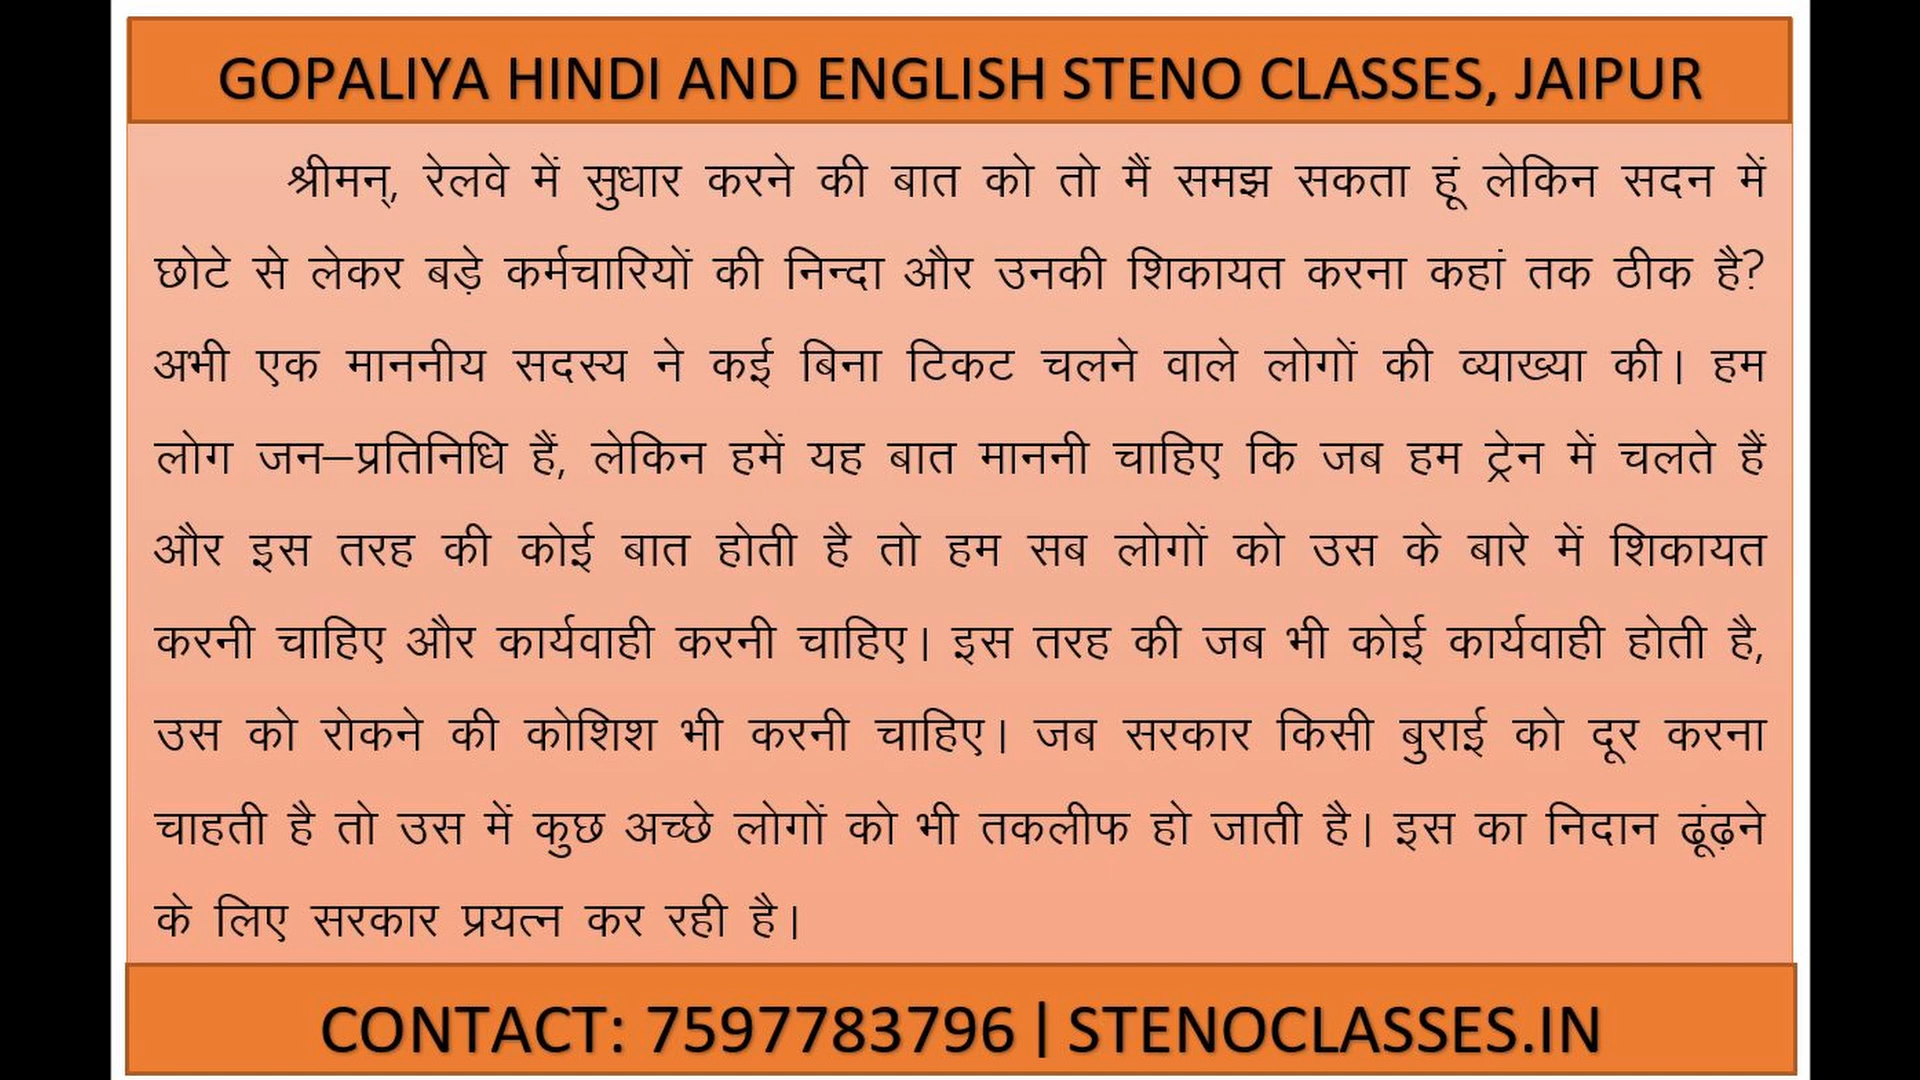 GOPALIYA HINDI AND ENGLISH STENO CLASSES, JAIPUR
श्रीमन्, रेलवे में सुधार करने की बात को तो मैं समझ सकता हूं लेकिन सदन में
छोटे से लेकर बड़े कर्मचारियों की निन्दा और उनकी शिकायत करना कहां तक ठीक है?
अभी एक माननीय सदस्य ने कई बिना टिकट चलने वाले लोगों की व्याख्या की। हम
लोग जन–प्रतिनिधि हैं, लेकिन हमें यह बात माननी चाहिए कि जब हम ट्रेन में चलते हैं
और इस तरह की कोई बात होती है तो हम सब लोगों को उस के बारे में शिकायत
करनी चाहिए और कार्यवाही करनी चाहिए। इस तरह की जब भी कोई कार्यवाही होती है,
उस को रोकने की कोशिश भी करनी चाहिए। जब सरकार किसी बुराई को दूर करना
चाहती है तो उस में कुछ अच्छे लोगों को भी तकलीफ हो जाती है। इस का निदान ढूंढ़ने
के लिए सरकार प्रयत्न कर रही है।
CONTACT: 7597783796 | STENOCLASSES.IN